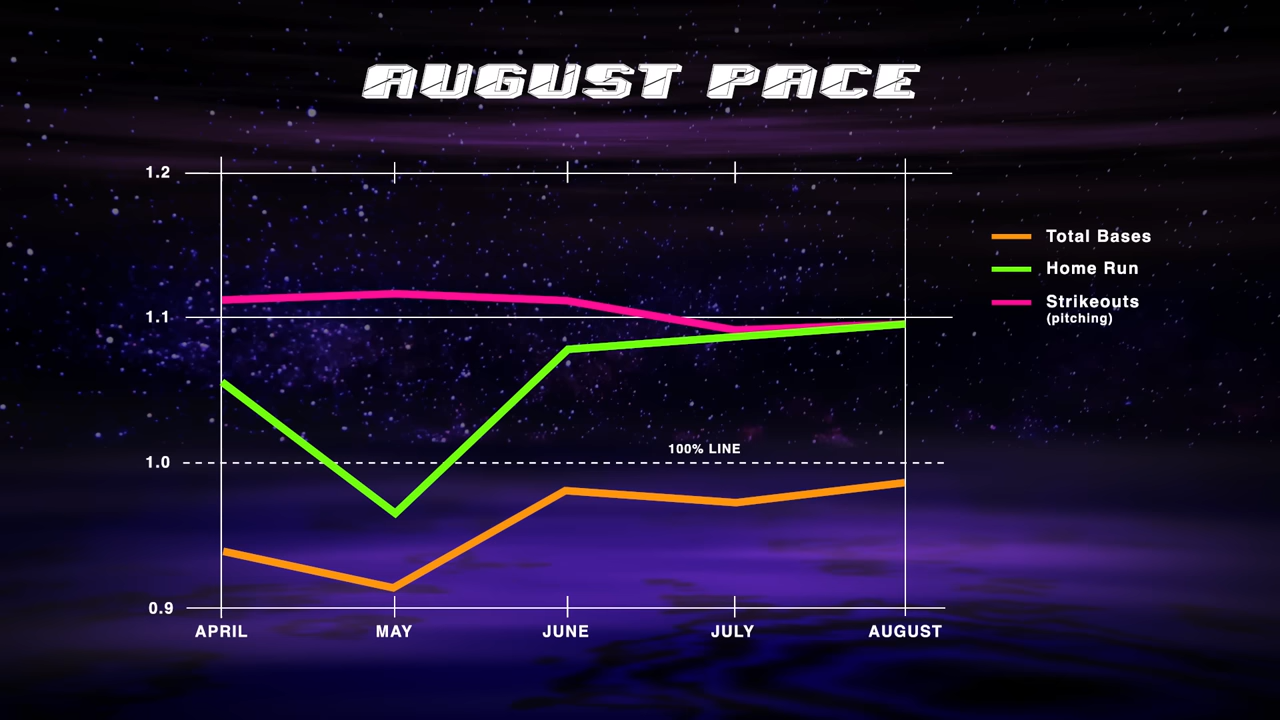 AUGUST PACE
1.2
Total Bases
Home Run
Strikeouts
(pitching)
1.1
100% LINE
1.0
0.9
APRIL MAY JUNE JULY AUGUST